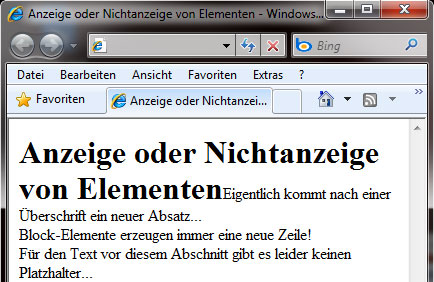 Anzeige oder Nichtanzeige von Elementen - Windows...
Bing
Datei Bearbeiten Ansicht Favoriten Extras ?
Favoriten Anzeige oder Nichtanzei...
Anzeige oder Nichtanzeige
von ElementenEigentlich kommt nach einer
Überschrift ein neuer Absatz...
Block-Elemente erzeugen immer eine neue Zeile!
Für den Text vor diesem Abschnitt gibt es leider keinen
Platzhalter...